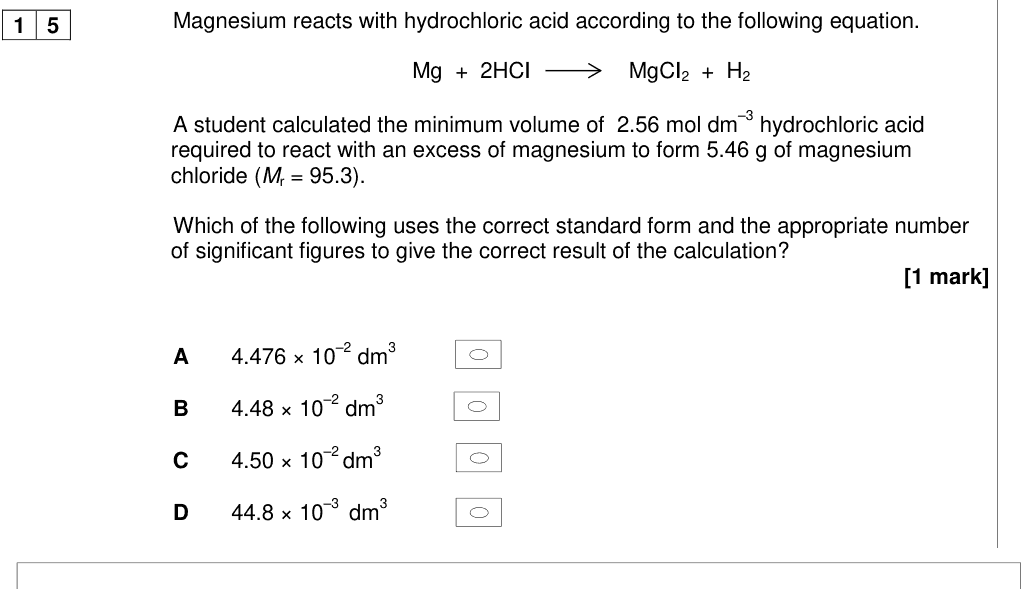 1 5
Magnesium reacts with hydrochloric acid according to the following equation.
Mg + 2HCl ⟶ MgCl₂ + H₂
A student calculated the minimum volume of 2.56 mol dm⁻³ hydrochloric acid
required to react with an excess of magnesium to form 5.46 g of magnesium
chloride (Mᵣ = 95.3).
Which of the following uses the correct standard form and the appropriate number
of significant figures to give the correct result of the calculation?
[1 mark]
A 4.476 × 10⁻² dm³
B 4.48 × 10⁻² dm³
C 4.50 × 10⁻² dm³
D 44.8 × 10⁻³ dm³